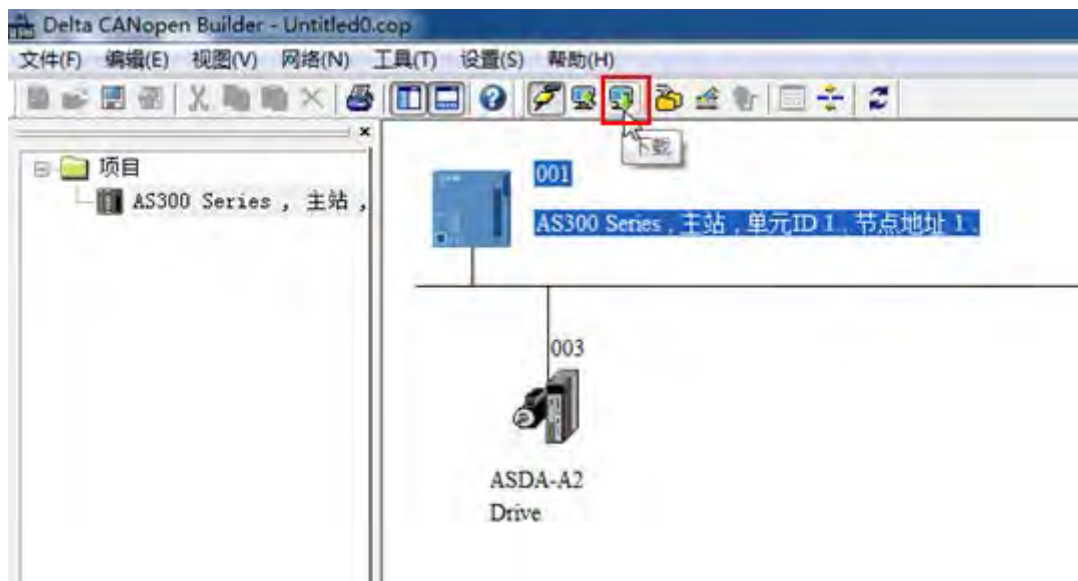 Delta CANopen Builder - Untitled0.cop
文件(F) 编辑(E) 视图(V) 网络(N) 工具(T) 设置(S) 帮助(H)
下载
项目
AS300 Series , 主站 ,
001
AS300 Series , 主站 , 单元ID 1 , 节点地址 1 ,
003
ASDA-A2
Drive